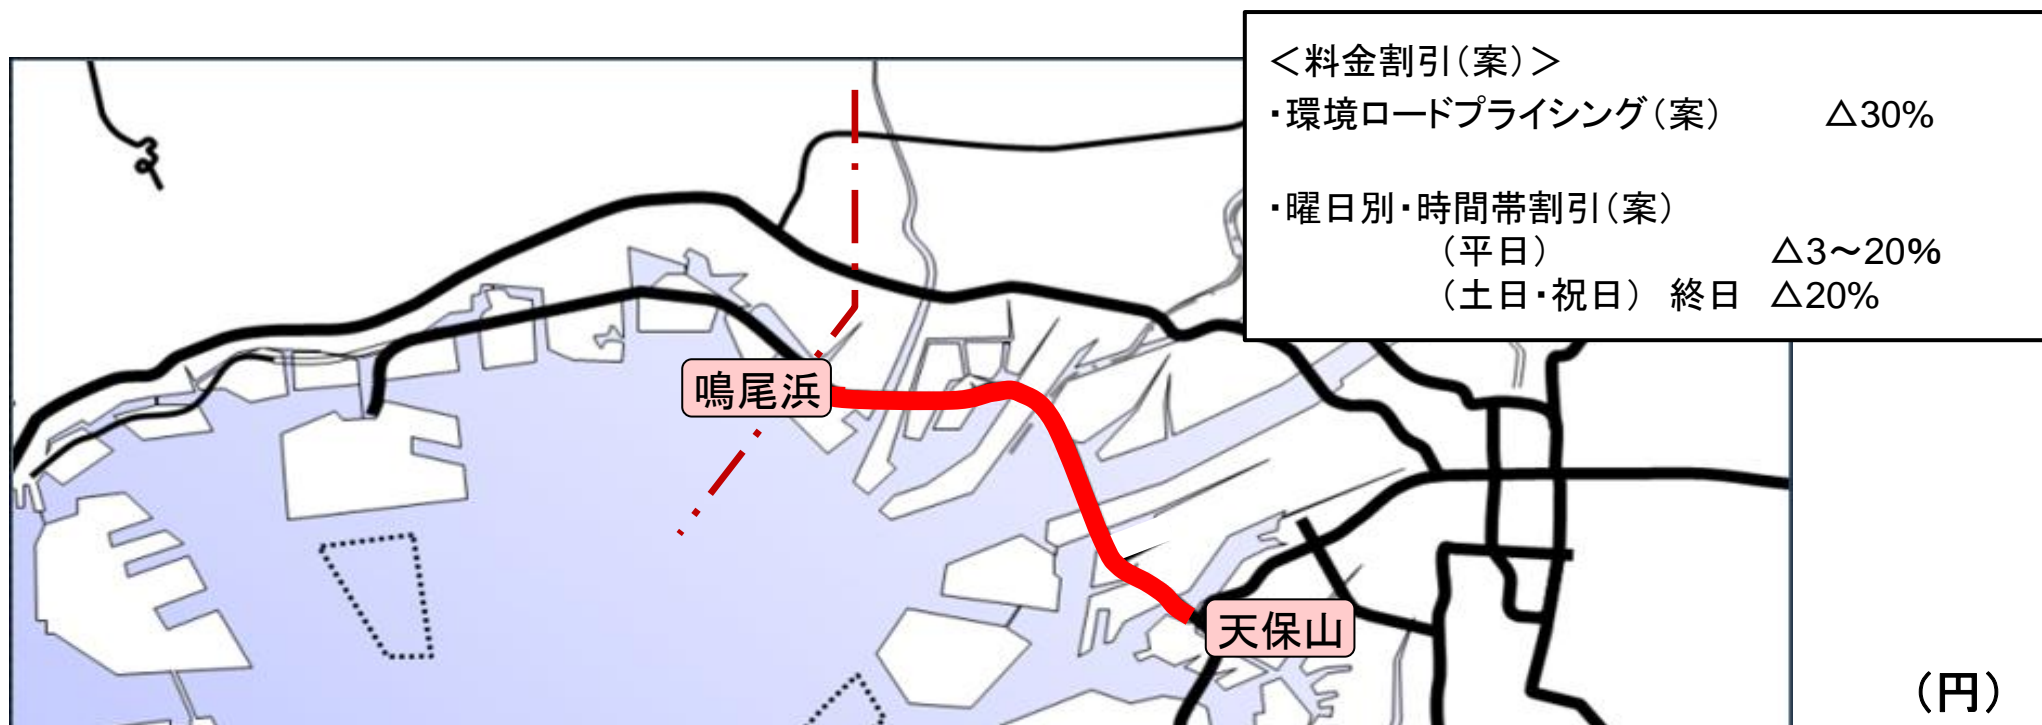 ＜料金割引（案）＞
・環境ロードプライシング（案）　△30%
・曜日別・時間帯割引（案）
（平日）　△3～20%
（土日・祝日）　終日　△20%
鳴尾浜
天保山
（円）